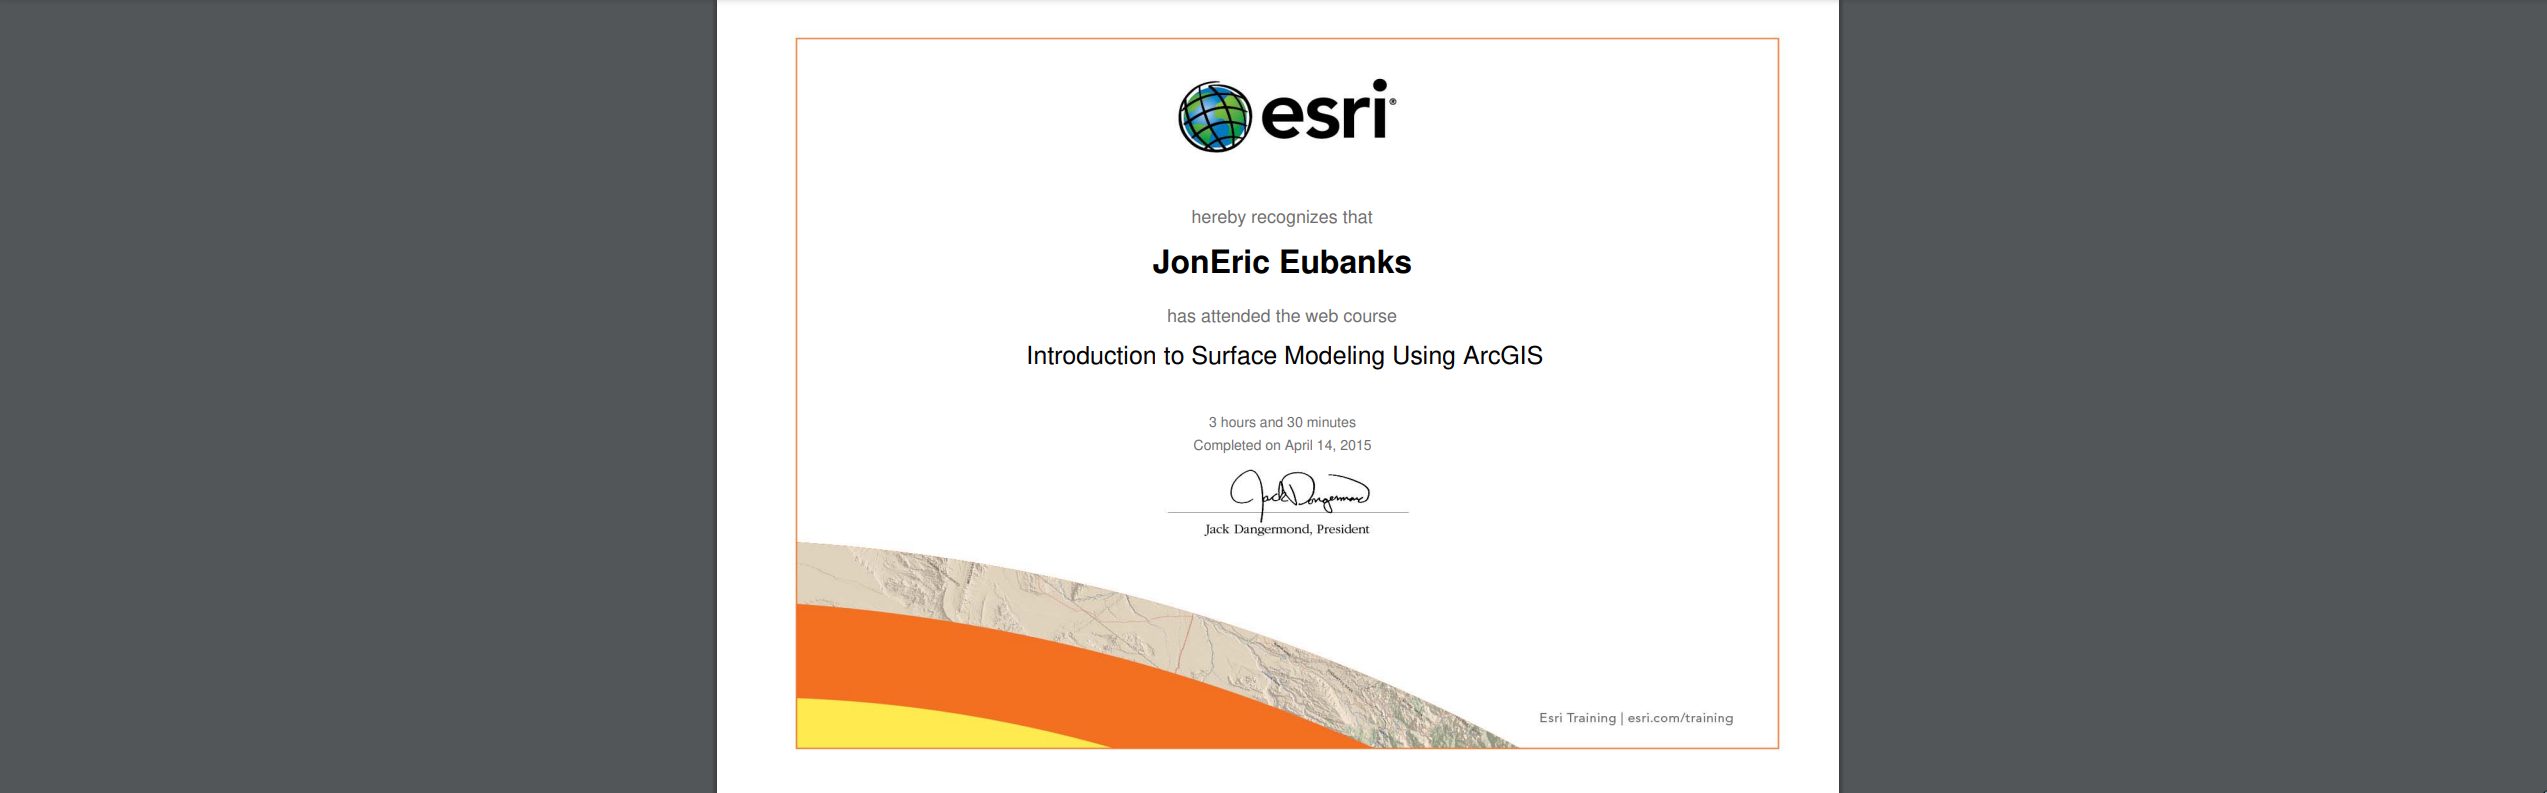 esri®
hereby recognizes that
JonEric Eubanks
has attended the web course
Introduction to Surface Modeling Using ArcGIS
3 hours and 30 minutes
Completed on April 14, 2015
Jack Dangermond
Jack Dangermond, President
Esri Training | esri.com/training